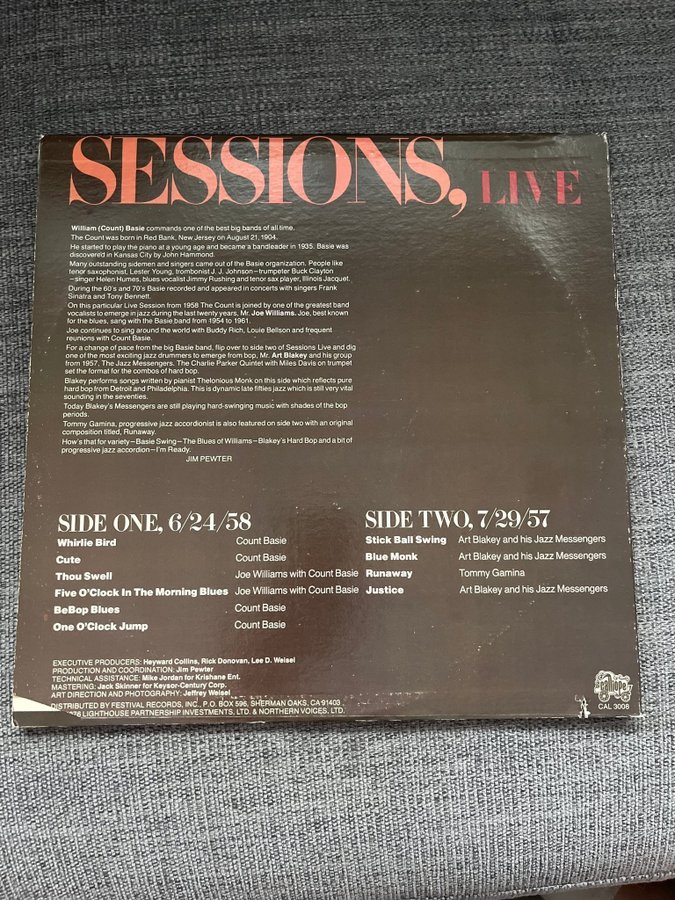 SESSIONS, LIVE
William (Count) Basie commands one of the best big bands of all time.
The Count was born in Red Bank, New Jersey on August 21, 1904.
He started to play the piano at a young age and became a bandleader in 1935. Basie was
discovered in Kansas City by John Hammond.
Many outstanding sidemen and singers came out of the Basie organization. People like
tenor saxophonist, Lester Young, trombonist J. J. Johnson–trumpeter Buck Clayton
–singer Helen Humes, blues vocalist Jimmy Rushing and tenor sax player, Illinois Jacquet.
During the 60's and 70's Basie recorded and appeared in concerts with singers Frank
Sinatra and Tony Bennett.
On this particular Live Session from 1958 The Count is joined by one of the greatest band
vocalists to emerge in jazz during the last twenty years, Mr. Joe Williams. Joe, best known
for the blues, sang with the Basie band from 1954 to 1961.
Joe continues to sing around the world with Buddy Rich, Louie Bellson and frequent
reunions with Count Basie.
For a change of pace from the big Basie band, flip over to side two of Sessions Live and dig
one of the most exciting jazz drummers to emerge from bop, Mr. Art Blakey and his group
from 1957, The Jazz Messengers. The Charlie Parker Quintet with Miles Davis on trumpet
set the format for the combos of hard bop.
Blakey performs songs written by pianist Thelonious Monk on this side which reflects pure
hard bop from Detroit and Philadelphia. This is dynamic late fifties jazz which is still very vital
sounding in the seventies.
Today Blakey's Messengers are still playing hard-swinging music with shades of the bop
periods.
Tommy Gamina, progressive jazz accordionist is also featured on side two with an original
composition titled, Runaway.
How's that for variety–Basie Swing–The Blues of Williams–Blakey's Hard Bop and a bit of
progressive jazz accordion–I'm Ready.
JIM PEWTER
SIDE ONE, 6/24/58
Whirlie Bird Count Basie
Cute Count Basie
Thou Swell Joe Williams with Count Basie
Five O'Clock In The Morning Blues Joe Williams with Count Basie
BeBop Blues Count Basie
One O'Clock Jump Count Basie
SIDE TWO, 7/29/57
Stick Ball Swing Art Blakey and his Jazz Messengers
Blue Monk Art Blakey and his Jazz Messengers
Runaway Tommy Gamina
Justice Art Blakey and his Jazz Messengers
EXECUTIVE PRODUCERS: Heyward Collins, Rick Donovan, Lee D. Weisel
PRODUCTION AND COORDINATION: Jim Pewter
TECHNICAL ASSISTANCE: Mike Jordan for Krishane Ent.
MASTERING: Jack Skinner for Keysor-Century Corp.
ART DIRECTION AND PHOTOGRAPHY: Jeffrey Weisel
DISTRIBUTED BY FESTIVAL RECORDS, INC., P.O. BOX 596, SHERMAN OAKS, CA 91403
LIGHTHOUSE PARTNERSHIP INVESTMENTS, LTD. & NORTHERN VOICES, LTD.
Calliope
CAL 3008